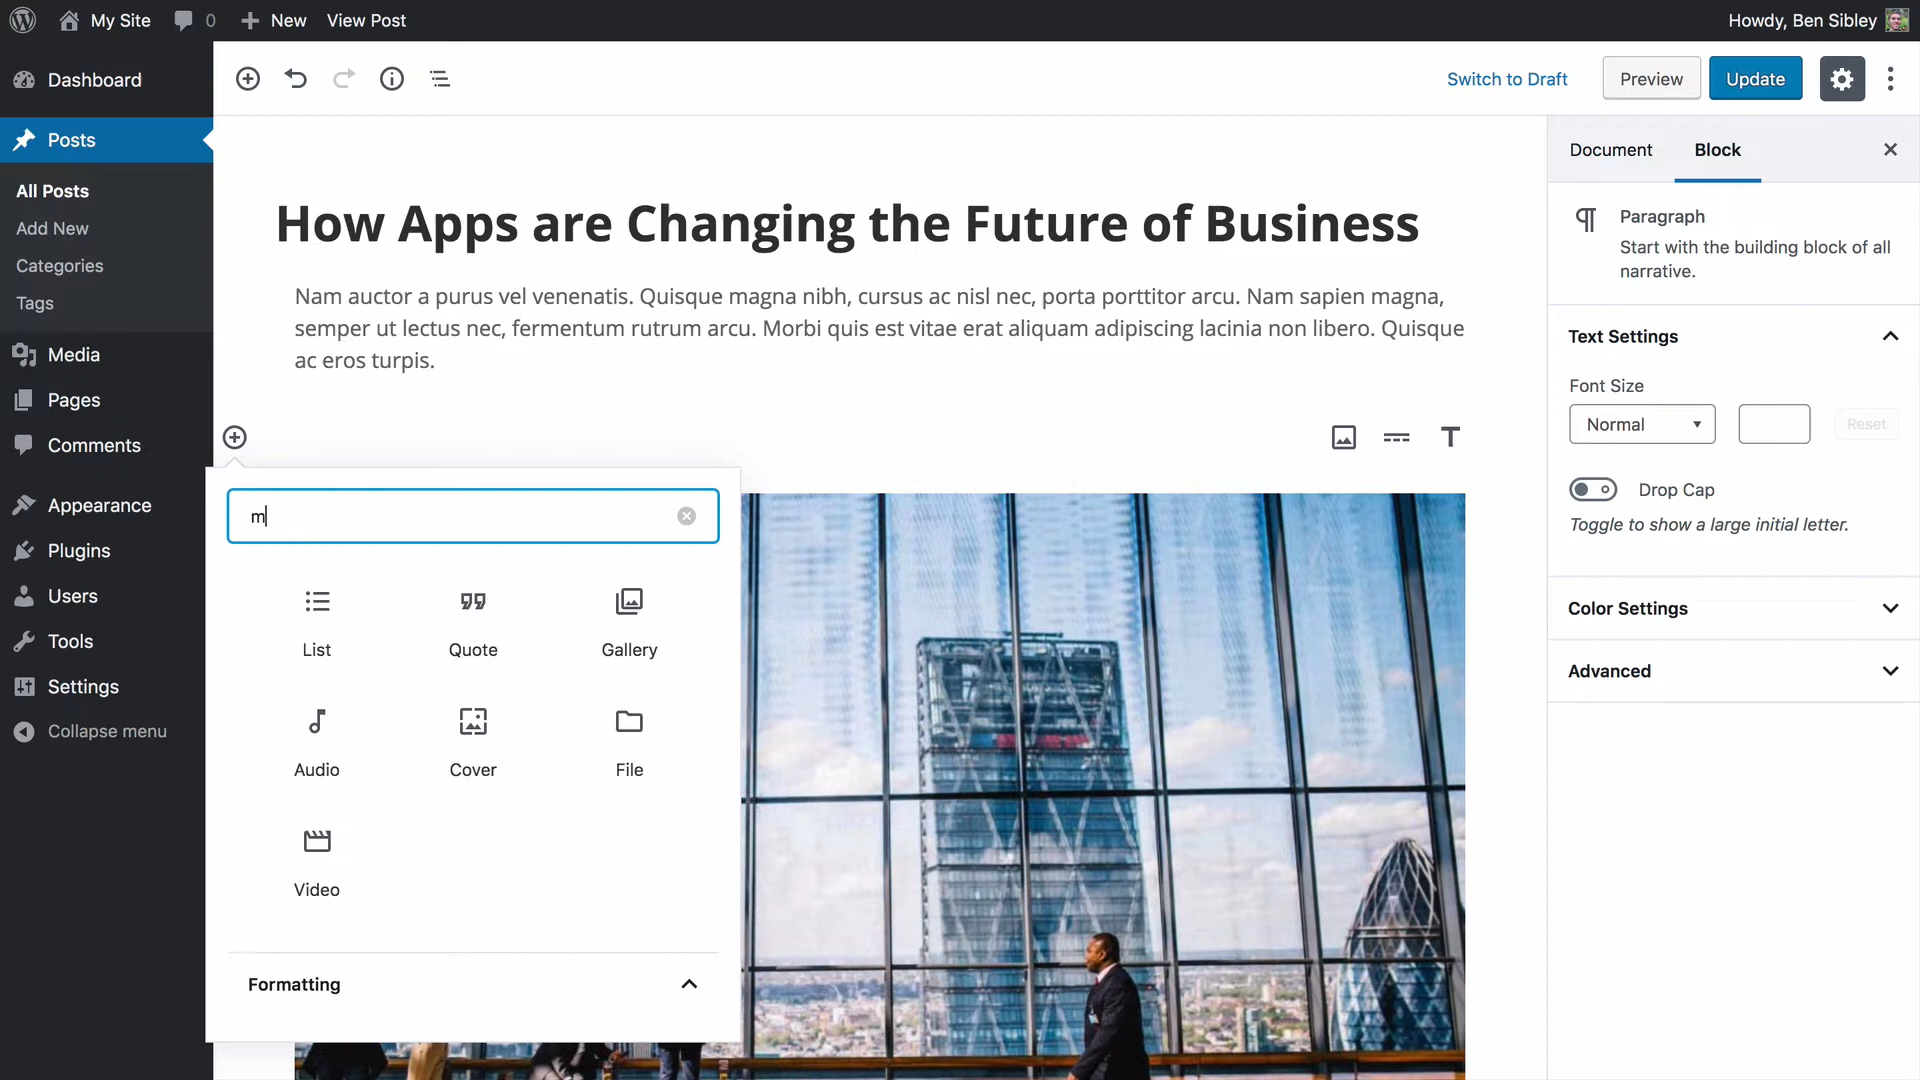 My Site
0
New
View Post
Howdy, Ben Sibley
Dashboard
Posts
All Posts
Add New
Categories
Tags
Media
Pages
Comments
Appearance
Plugins
Users
Tools
Settings
Collapse menu
Switch to Draft
Preview
Update
How Apps are Changing the Future of Business
Nam auctor a purus vel venenatis. Quisque magna nibh, cursus ac nisl nec, porta porttitor arcu. Nam sapien magna,
semper ut lectus nec, fermentum rutrum arcu. Morbi quis est vitae erat aliquam adipiscing lacinia non libero. Quisque
ac eros turpis.
m
List
Quote
Gallery
Audio
Cover
File
Video
Formatting
Document
Block
Paragraph
Start with the building block of all
narrative.
Text Settings
Font Size
Normal
Reset
Drop Cap
Toggle to show a large initial letter.
Color Settings
Advanced